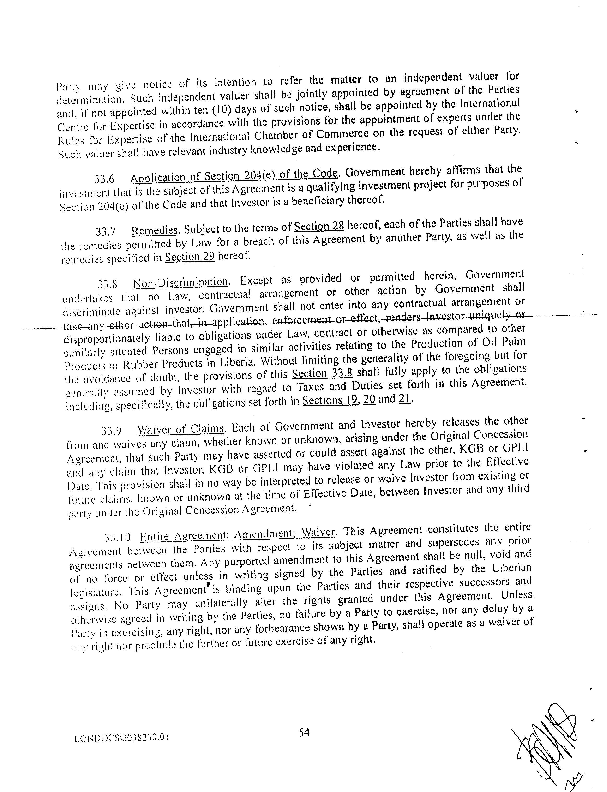 Party may give notice of its intention to refer the matter to an independent valuer for
determination. Such independent valuer shall be jointly appointed by agreement of the Parties
and, if not appointed within ten (10) days of such notice, shall be appointed by the International
Centre for Expertise in accordance with the provisions for the appointment of experts under the
Rules for Expertise of the International Chamber of Commerce on the request of either Party.
Such valuer shall have relevant industry knowledge and experience.
33.6 Application of Section 204(e) of the Code. Government hereby affirms that the
investment that is the subject of this Agreement is a qualifying investment project for purposes of
Section 204(e) of the Code and that Investor is a beneficiary thereof.
33.7 Remedies. Subject to the terms of Section 28 hereof, each of the Parties shall have
the remedies permitted by Law for a breach of this Agreement by another Party, as well as the
remedies specified in Section 29 hereof.
33.8 Non-Discrimination. Except as provided or permitted herein, Government
undertakes that no Law, contractual arrangement or other action by Government shall
discriminate against Investor. Government shall not enter into any contractual arrangement or
take any other action that, in application, enforcement or effect, renders Investor uniquely or
disproportionately liable to obligations under Law, contract or otherwise as compared to other
similarly situated Persons engaged in similar activities relating to the Production of Oil Palm
Products or Rubber Products in Liberia. Without limiting the generality of the foregoing but for
the avoidance of doubt, the provisions of this Section 33.8 shall fully apply to the obligations
generally assumed by Investor with regard to Taxes and Duties set forth in this Agreement,
including, specifically, the obligations set forth in Sections 19, 20 and 21.
33.9 Waiver of Claims. Each of Government and Investor hereby releases the other
from and waives any claim, whether known or unknown, arising under the Original Concession
Agreement, that such Party may have asserted or could assert against the other, KGB or GPLI
and any claim that Investor, KGB or GPLI may have violated any Law prior to the Effective
Date. This provision shall in no way be interpreted to release or waive Investor from existing or
future claims, known or unknown at the time of Effective Date, between Investor and any third
party under the Original Concession Agreement.
33.10 Entire Agreement; Amendment; Waiver. This Agreement constitutes the entire
Agreement between the Parties with respect to its subject matter and supersedes any prior
agreements between them. Any purported amendment to this Agreement shall be null, void and
of no force or effect unless in writing signed by the Parties and ratified by the Liberian
legislature. This Agreement is binding upon the Parties and their respective successors and
assigns. No Party may unilaterally alter the rights granted under this Agreement. Unless
otherwise agreed in writing by the Parties, no failure by a Party to exercise, nor any delay by a
Party in exercising, any right, nor any forbearance shown by a Party, shall operate as a waiver of
any right nor preclude the further or future exercise of any right.
54